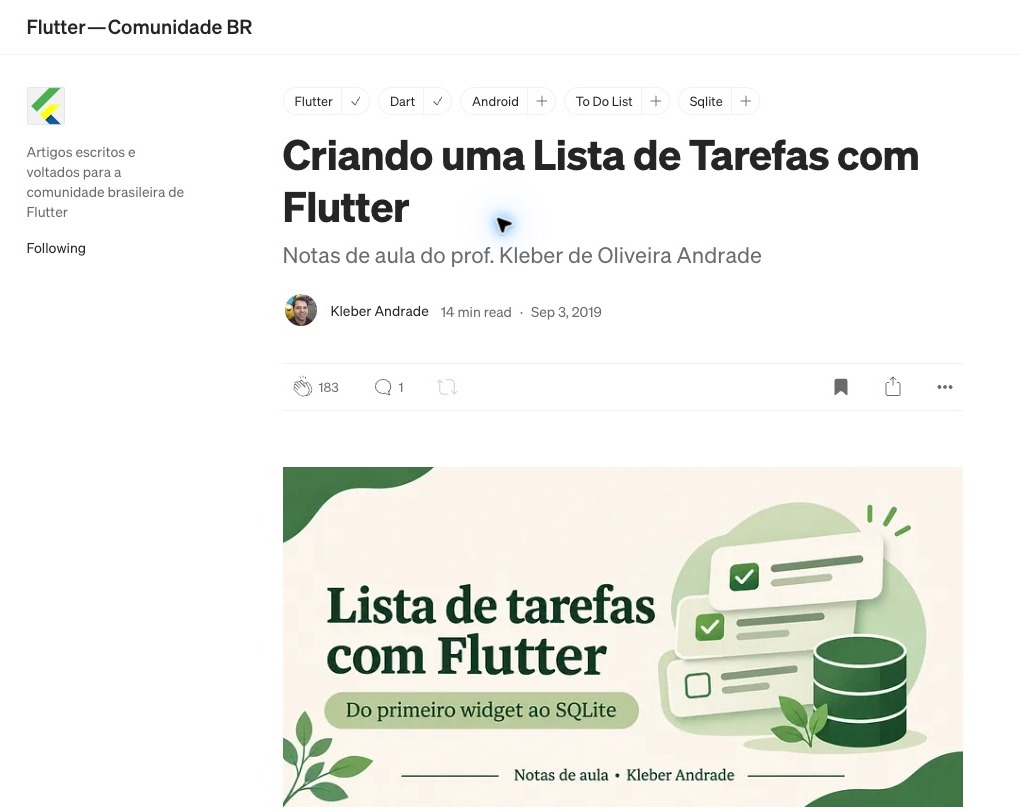 Flutter—Comunidade BR
Artigos escritos e
voltados para a
comunidade brasileira de
Flutter
Following
Flutter Dart Android To Do List Sqlite
Criando uma Lista de Tarefas com
Flutter
Notas de aula do prof. Kleber de Oliveira Andrade
Kleber Andrade 14 min read · Sep 3, 2019
183 1
Lista de tarefas
com Flutter
Do primeiro widget ao SQLite
Notas de aula • Kleber Andrade